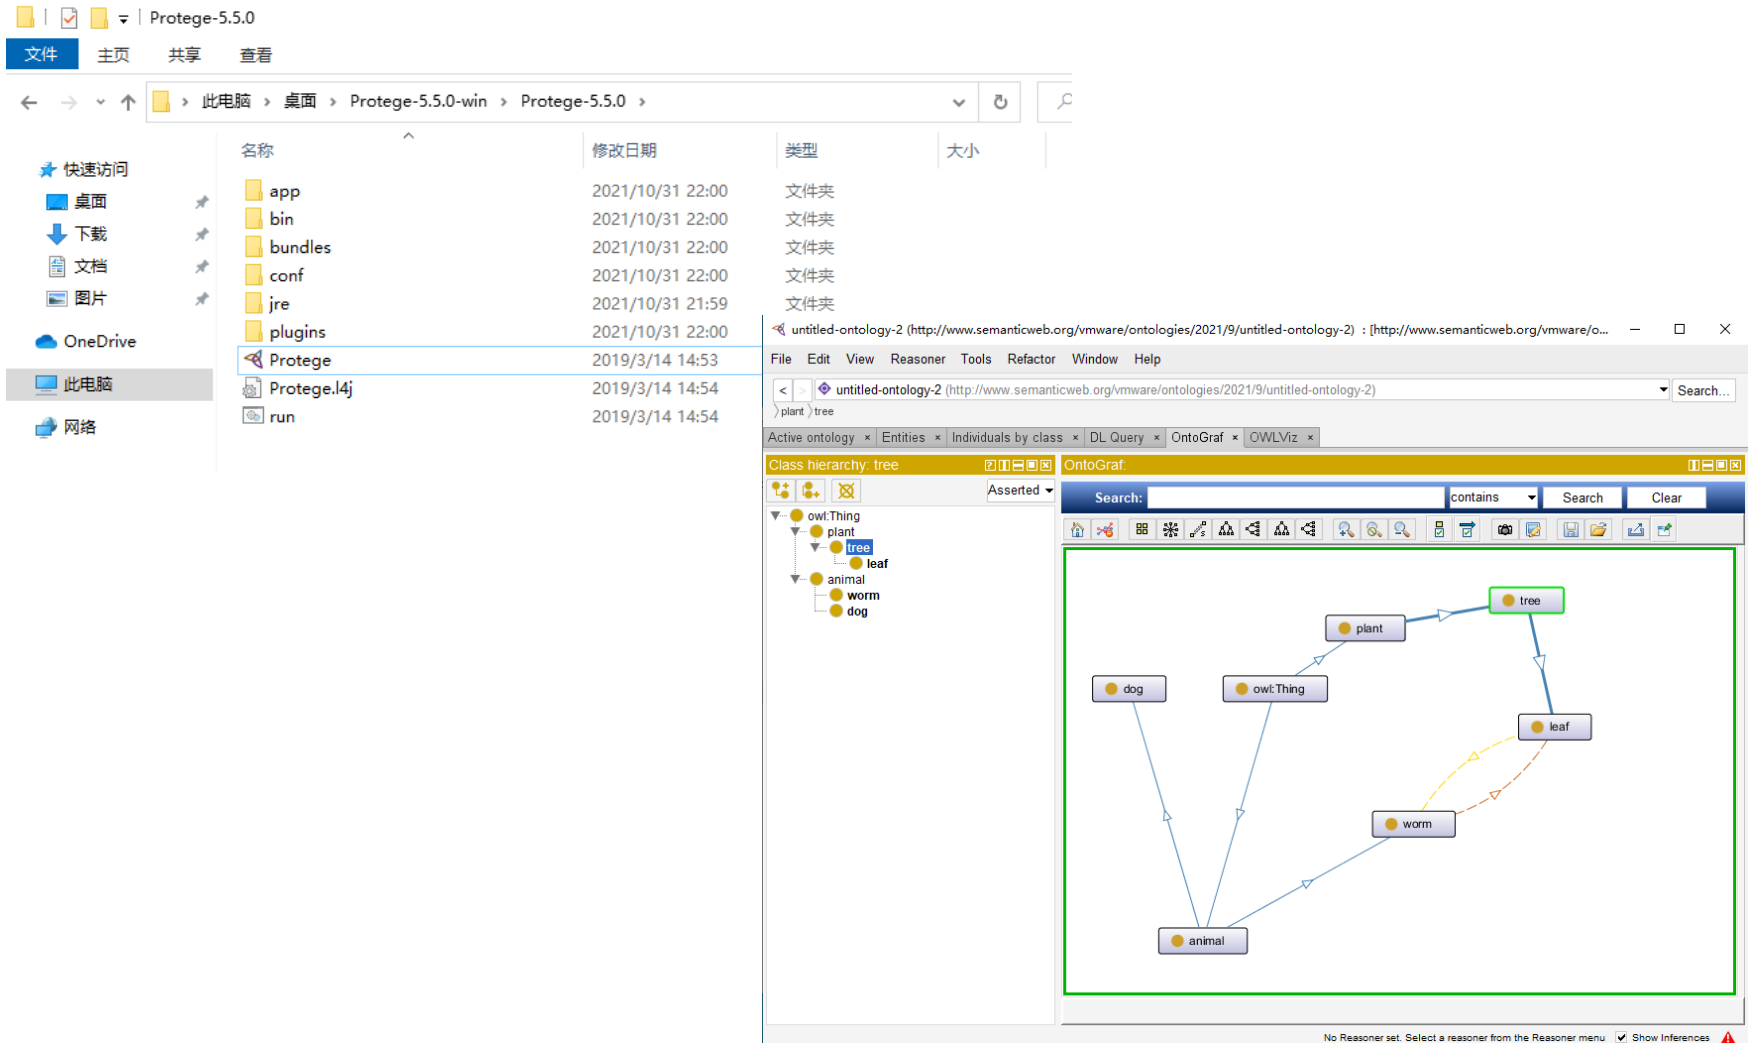 Protege-5.5.0
文件 主页 共享 查看
此电脑 > 桌面 > Protege-5.5.0-win > Protege-5.5.0 >
名称 修改日期 类型 大小
快速访问
桌面
下载
文档
图片
OneDrive
此电脑
网络
app 2021/10/31 22:00 文件夹
bin 2021/10/31 22:00 文件夹
bundles 2021/10/31 22:00 文件夹
conf 2021/10/31 22:00 文件夹
jre 2021/10/31 21:59 文件夹
plugins 2021/10/31 22:00
Protege 2019/3/14 14:53
Protege.l4j 2019/3/14 14:54
run 2019/3/14 14:54
untitled-ontology-2 (http://www.semanticweb.org/vmware/ontologies/2021/9/untitled-ontology-2) : [http://www.semanticweb.org/vmware/o...
File Edit View Reasoner Tools Refactor Window Help
< > untitled-ontology-2 (http://www.semanticweb.org/vmware/ontologies/2021/9/untitled-ontology-2) Search...
plant tree
Active ontology × Entities × Individuals by class × DL Query × OntoGraf × OWLViz ×
Class hierarchy: tree
Asserted
owl:Thing
plant
tree
leaf
animal
worm
dog
OntoGraf:
Search: contains Search Clear
tree
plant
dog
owl:Thing
leaf
worm
animal
No Reasoner set. Select a reasoner from the Reasoner menu Show Inferences